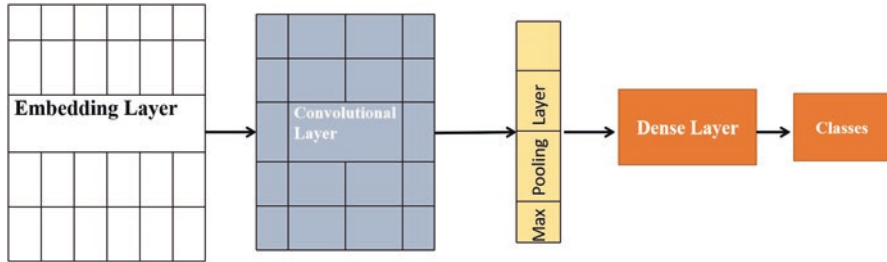 Embedding Layer
Convolutional
Layer
Max Pooling Layer
Dense Layer
Classes